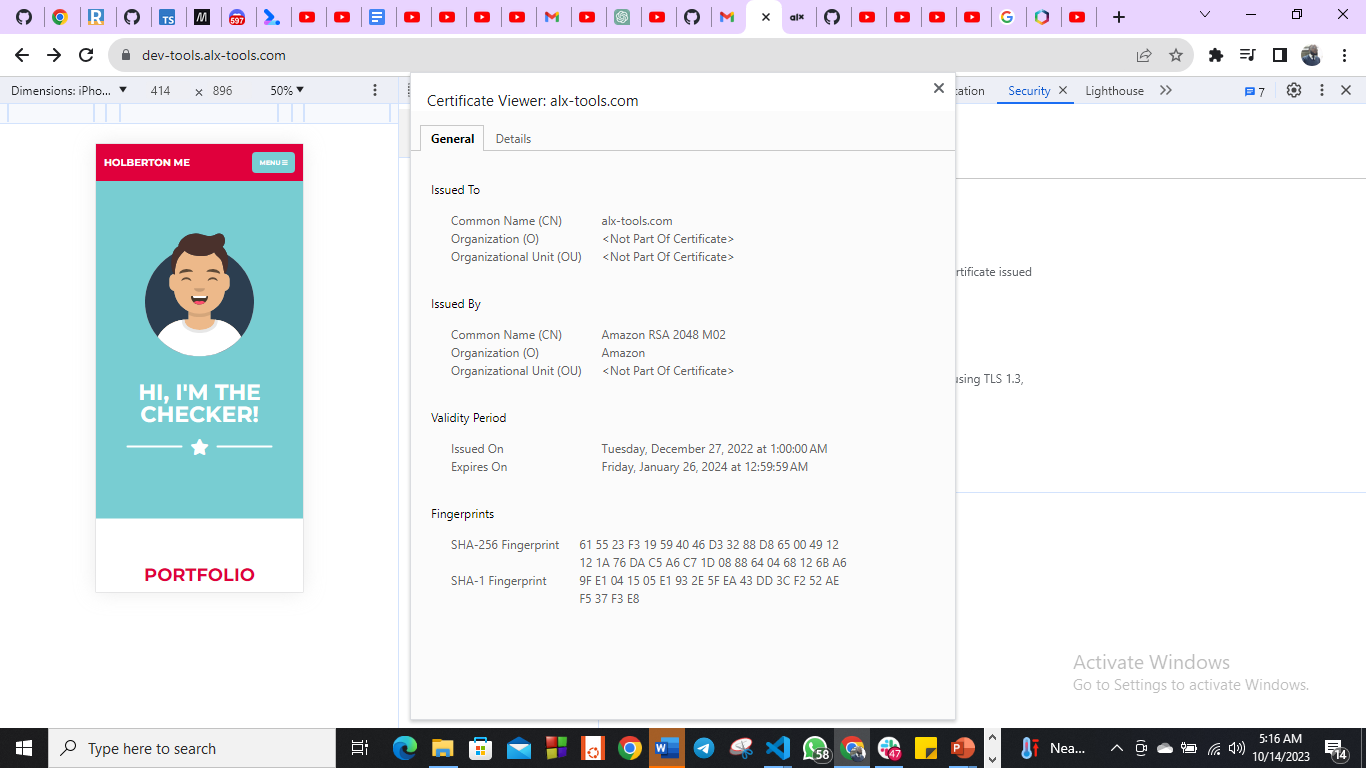 597
alx
dev-tools.alx-tools.com
Dimensions: iPho...
414
×
896
50%
cation
Security
Lighthouse
7
HOLBERTON ME
MENU
HI, I'M THE
CHECKER!
PORTFOLIO
Certificate Viewer: alx-tools.com
General
Details
Issued To
Common Name (CN) alx-tools.com
Organization (O) <Not Part Of Certificate>
Organizational Unit (OU) <Not Part Of Certificate>
Issued By
Common Name (CN) Amazon RSA 2048 M02
Organization (O) Amazon
Organizational Unit (OU) <Not Part Of Certificate>
Validity Period
Issued On Tuesday, December 27, 2022 at 1:00:00 AM
Expires On Friday, January 26, 2024 at 12:59:59 AM
Fingerprints
SHA-256 Fingerprint 61 55 23 F3 19 59 40 46 D3 32 88 D8 65 00 49 12
12 1A 76 DA C5 A6 C7 1D 08 88 64 04 68 12 6B A6
SHA-1 Fingerprint 9F E1 04 15 05 E1 93 2E 5F EA 43 DD 3C F2 52 AE
F5 37 F3 E8
rtificate issued
using TLS 1.3,
Activate Windows
Go to Settings to activate Windows.
Type here to search
58
47
Nea...
5:16 AM
10/14/2023
14